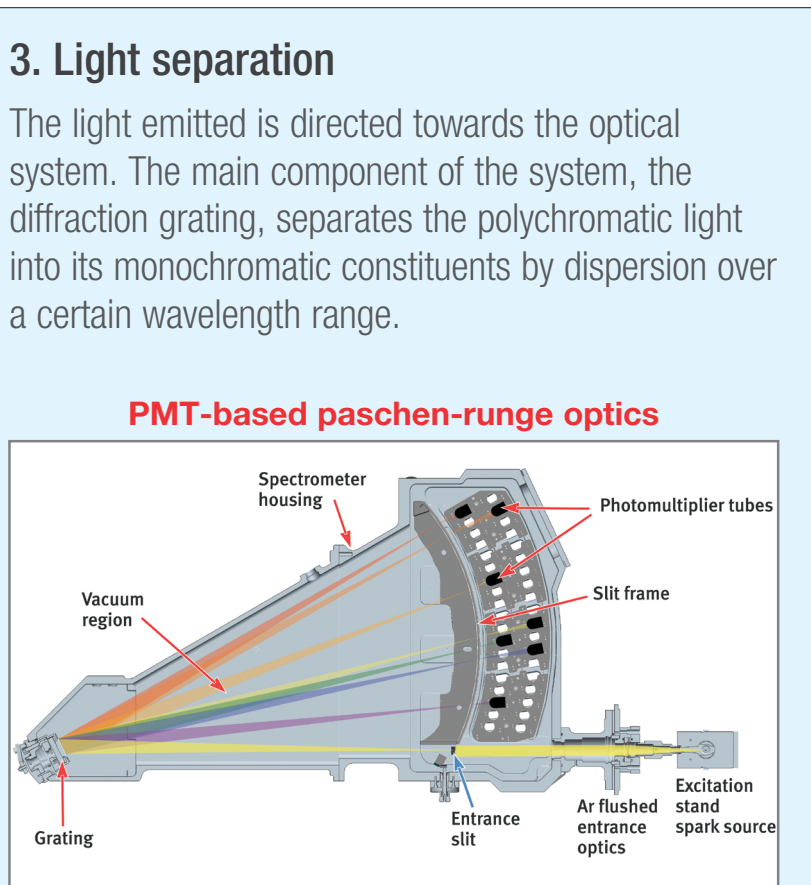 3. Light separation
The light emitted is directed towards the optical
system. The main component of the system, the
diffraction grating, separates the polychromatic light
into its monochromatic constituents by dispersion over
a certain wavelength range.
PMT-based paschen-runge optics
Spectrometer
housing
Photomultiplier tubes
Slit frame
Vacuum
region
Grating
Entrance
slit
Ar flushed
entrance
optics
Excitation
stand
spark source